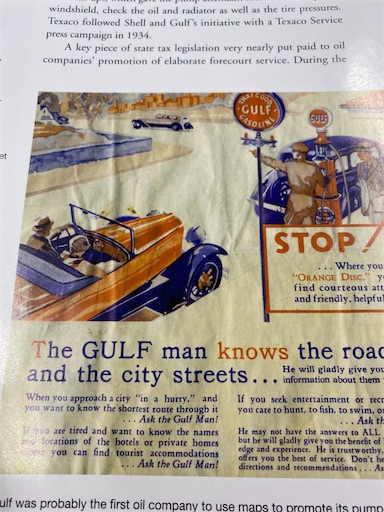 windshield, check the oil and radiator as well as the tire pressures.
Texaco followed Shell and Gulf's initiative with a Texaco Service
press campaign in 1934.
A key piece of state tax legislation very nearly put paid to oil
companies' promotion of elaborate forecourt service. During the
et
THAT GOOD
GULF
GASOLINE
GULF
STOP!
... Where you
"ORANGE DISC," y
find courteous att
and friendly, helpful
The GULF man knows the road
and the city streets...
He will gladly give you
information about them
When you approach a city "in a hurry," and
you want to know the shortest route through it
... Ask the Gulf Man!
If you are tired and want to know the names
and locations of the hotels or private homes
where you can find tourist accommodations
... Ask the Gulf Man!
If you seek entertainment or recr
you care to hunt, to fish, to swim, o
... Ask th
He may not have the answers to ALL
but he will gladly give you the benefit of
edge and experience. He is trustworthy.
offers you the best of service. Don't he
directions and recommendations... As
ulf was probably the first oil company to use maps to promote its pump